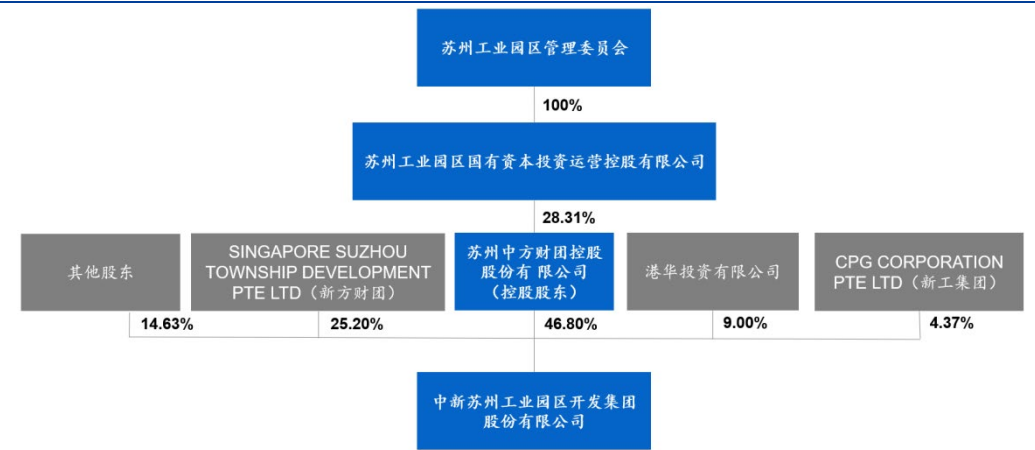 苏州工业园区管理委员会
100%
苏州工业园区国有资本投资运营控股有限公司
28.31%
其他股东
SINGAPORE SUZHOU
TOWNSHIP DEVELOPMENT
PTE LTD（新方财团）
苏州中方财团控股
股份有 限公司
（控股股东）
港华投资有限公司
CPG CORPORATION
PTE LTD（新工集团）
14.63%
25.20%
46.80%
9.00%
4.37%
中新苏州工业园区开发集团
股份有限公司